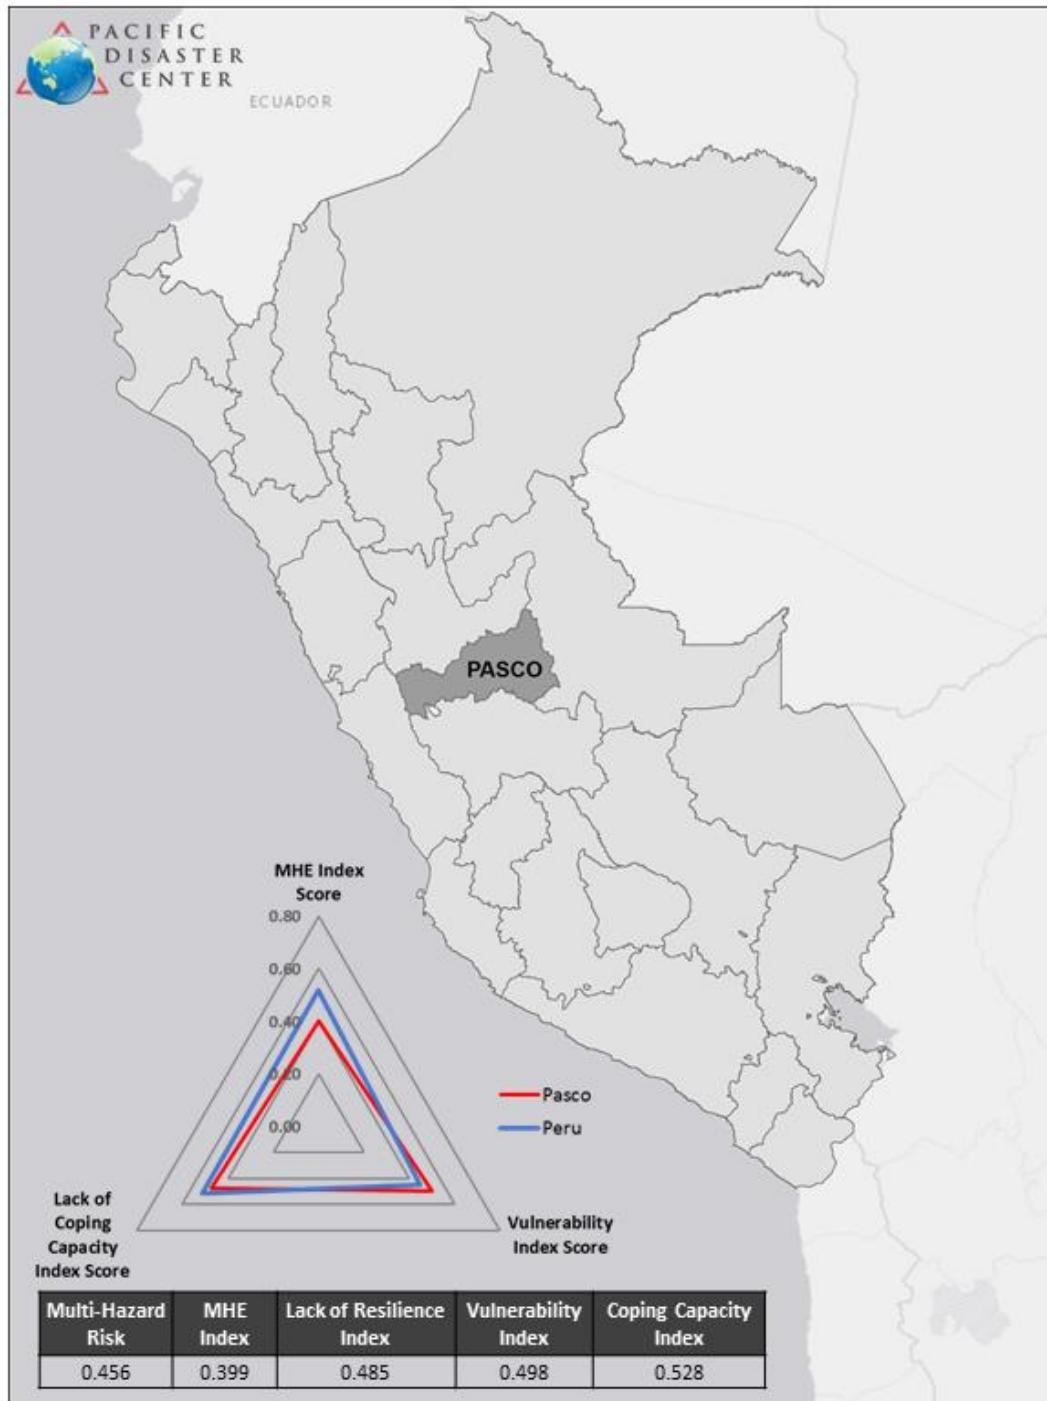 PACIFIC
DISASTER
CENTER
ECUADOR
PASCO
MHE Index
Score
0.80
0.60
0.40
0.20
0.00
Pasco
Peru
Lack of
Coping
Capacity
Index Score
Vulnerability
Index Score
Multi-Hazard Risk MHE Index Lack of Resilience Index Vulnerability Index Coping Capacity Index
0.456 0.399 0.485 0.498 0.528